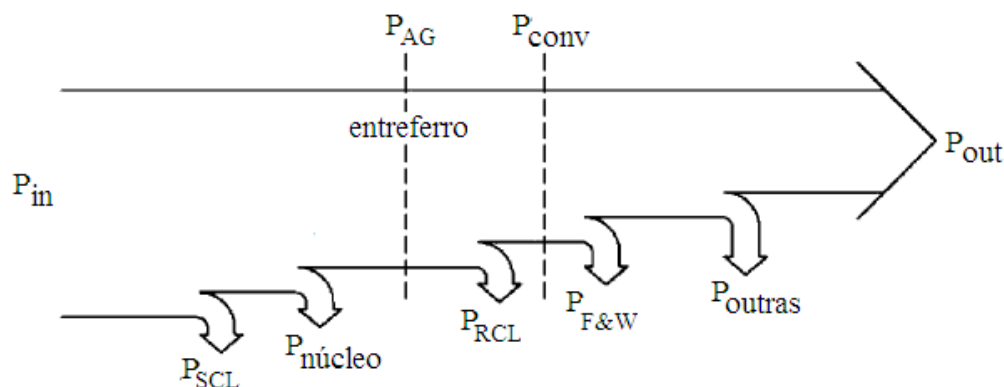 P_AG
P_conv
entreferro
P_in
P_out
P_SCL
P_núcleo
P_RCL
P_F&W
P_outras